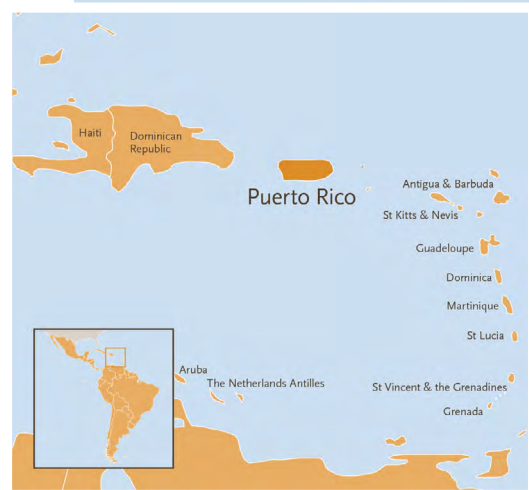 Haiti
Dominican
Republic
Puerto Rico
Antigua & Barbuda
St Kitts & Nevis
Guadeloupe
Dominica
Martinique
St Lucia
Aruba
The Netherlands Antilles
St Vincent & the Grenadines
Grenada